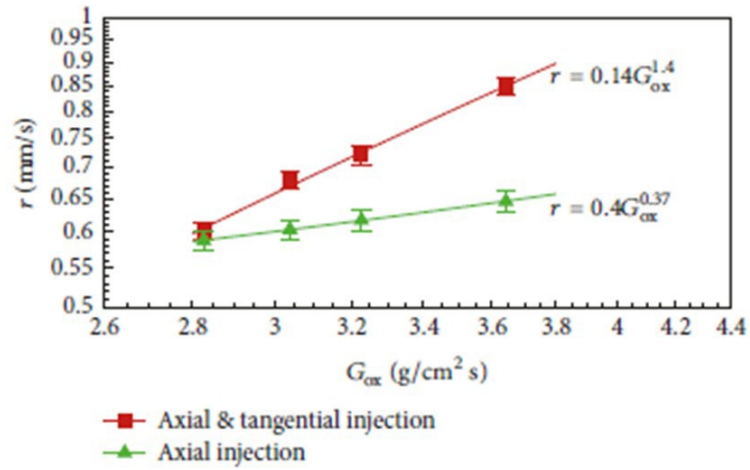 1
0.95
0.9
0.85
0.8
0.75
0.7
0.65
0.6
0.55
0.5
r (mm/s)
r = 0.14G_ox^1.4
r = 0.4G_ox^0.37
2.6 2.8 3 3.2 3.4 3.6 3.8 4 4.2 4.4
G_ox (g/cm² s)
Axial & tangential injection
Axial injection